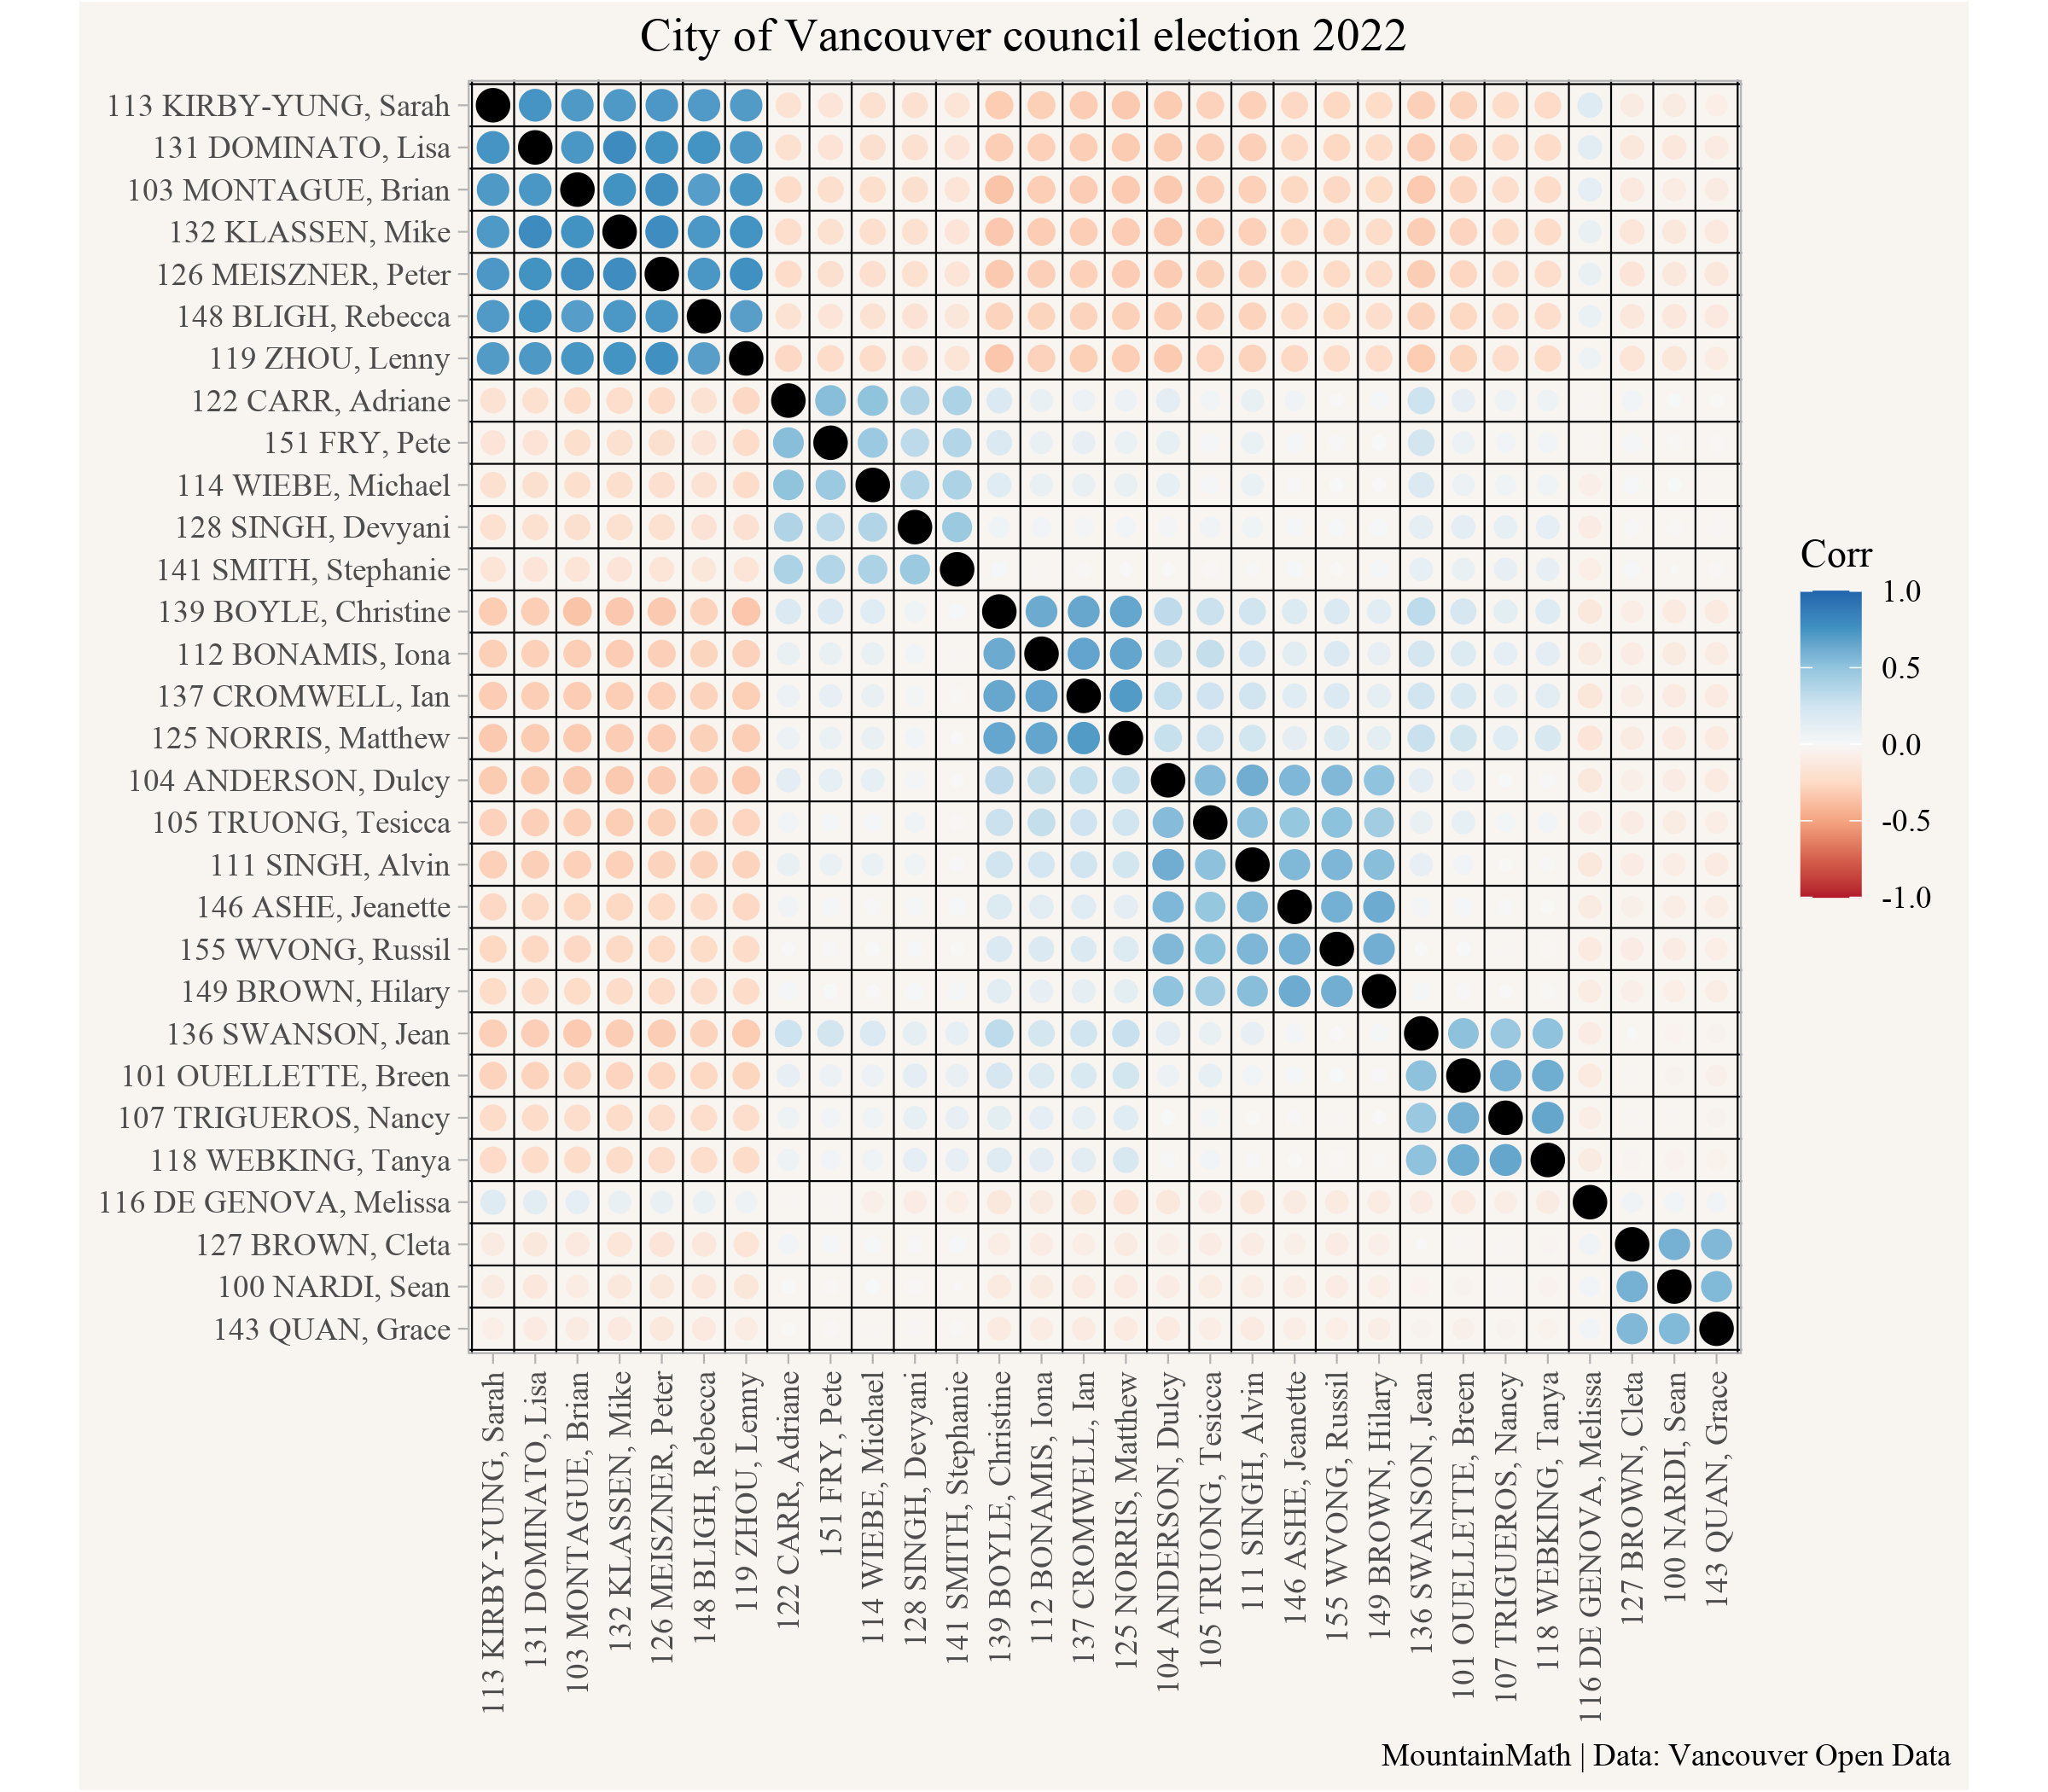 City of Vancouver council election 2022
113 KIRBY-YUNG, Sarah
131 DOMINATO, Lisa
103 MONTAGUE, Brian
132 KLASSEN, Mike
126 MEISZNER, Peter
148 BLIGH, Rebecca
119 ZHOU, Lenny
122 CARR, Adriane
151 FRY, Pete
114 WIEBE, Michael
128 SINGH, Devyani
141 SMITH, Stephanie
139 BOYLE, Christine
112 BONAMIS, Iona
137 CROMWELL, Ian
125 NORRIS, Matthew
104 ANDERSON, Dulcy
105 TRUONG, Tesicca
111 SINGH, Alvin
146 ASHE, Jeanette
155 WVONG, Russil
149 BROWN, Hilary
136 SWANSON, Jean
101 OUELLETTE, Breen
107 TRIGUEROS, Nancy
118 WEBKING, Tanya
116 DE GENOVA, Melissa
127 BROWN, Cleta
100 NARDI, Sean
143 QUAN, Grace
113 KIRBY-YUNG, Sarah
131 DOMINATO, Lisa
103 MONTAGUE, Brian
132 KLASSEN, Mike
126 MEISZNER, Peter
148 BLIGH, Rebecca
119 ZHOU, Lenny
122 CARR, Adriane
151 FRY, Pete
114 WIEBE, Michael
128 SINGH, Devyani
141 SMITH, Stephanie
139 BOYLE, Christine
112 BONAMIS, Iona
137 CROMWELL, Ian
125 NORRIS, Matthew
104 ANDERSON, Dulcy
105 TRUONG, Tesicca
111 SINGH, Alvin
146 ASHE, Jeanette
155 WVONG, Russil
149 BROWN, Hilary
136 SWANSON, Jean
101 OUELLETTE, Breen
107 TRIGUEROS, Nancy
118 WEBKING, Tanya
116 DE GENOVA, Melissa
127 BROWN, Cleta
100 NARDI, Sean
143 QUAN, Grace
Corr
1.0
0.5
0.0
-0.5
-1.0
MountainMath | Data: Vancouver Open Data